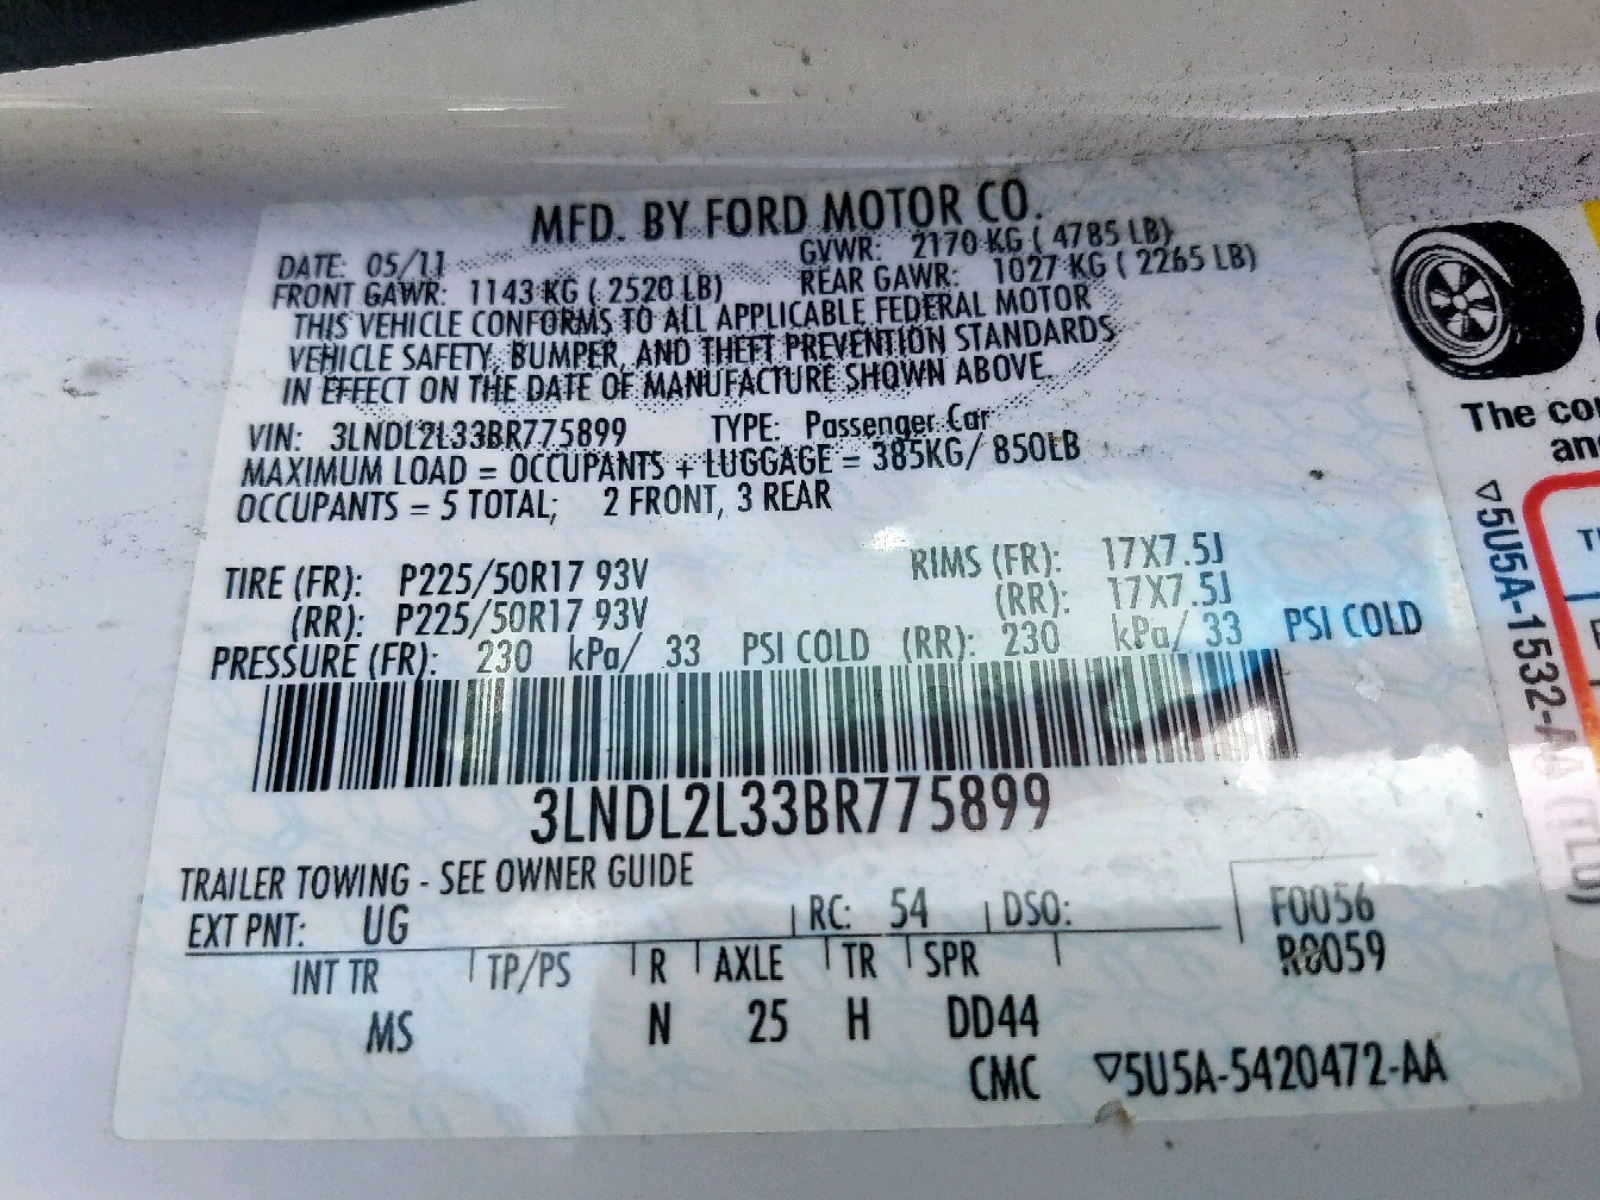 MFD. BY FORD MOTOR CO.
DATE: 05/11 GVWR: 2170 KG ( 4785 LB)
FRONT GAWR: 1143 KG ( 2520 LB) REAR GAWR: 1027 KG ( 2265 LB)
THIS VEHICLE CONFORMS TO ALL APPLICABLE FEDERAL MOTOR
VEHICLE SAFETY, BUMPER, AND THEFT PREVENTION STANDARDS
IN EFFECT ON THE DATE OF MANUFACTURE SHOWN ABOVE.
VIN: 3LNDL2L33BR775899 TYPE: Passenger Car
MAXIMUM LOAD = OCCUPANTS + LUGGAGE = 385KG/ 850LB
OCCUPANTS = 5 TOTAL; 2 FRONT, 3 REAR
TIRE (FR): P225/50R17 93V RIMS (FR): 17X7.5J
(RR): P225/50R17 93V (RR): 17X7.5J
PRESSURE (FR): 230 kPa/ 33 PSI COLD (RR): 230 kPa/ 33 PSI COLD
3LNDL2L33BR775899
TRAILER TOWING - SEE OWNER GUIDE
EXT PNT: UG RC: 54 DSO: F0056
R0059
INT TR TP/PS R AXLE TR SPR
MS N 25 H DD44
CMC ▽5U5A-5420472-AA
The
▽5U5A-1532-AA (TLD)